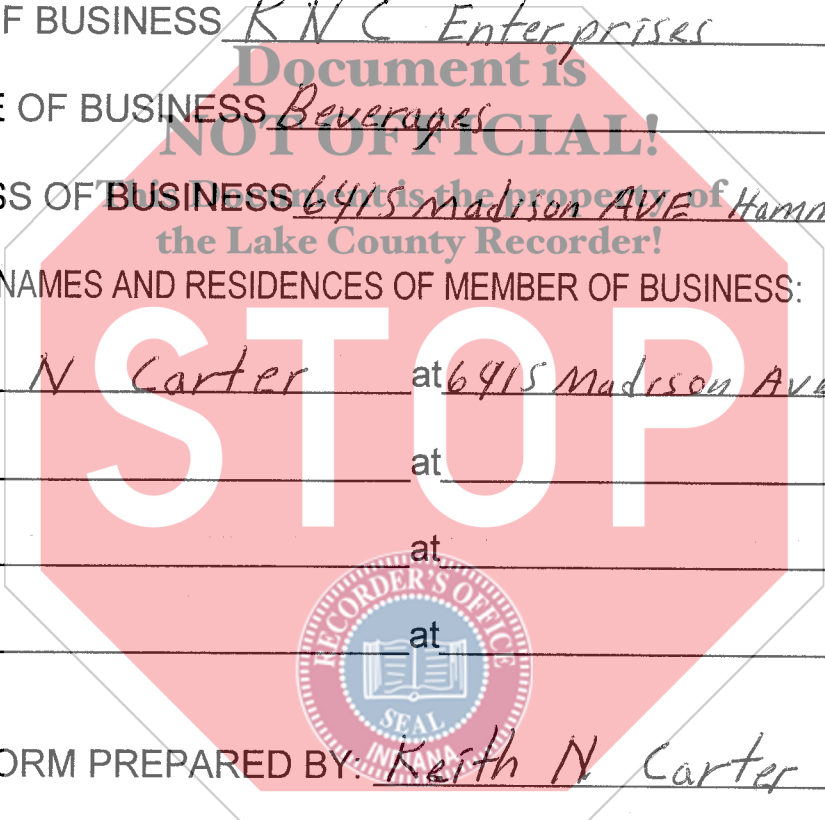 F BUSINESS K N C Enterprises
Document is
E OF BUSINESS Beverages
NOT OFFICIAL!
SS OF BUSINESS 6415 Madison AVE Hamm
This Document is the property of
the Lake County Recorder!
NAMES AND RESIDENCES OF MEMBER OF BUSINESS:
STOP
N Carter at 6415 Madison Ave
at
at
at
RECORDER'S OFFICE
SEAL
INDIANA
ORM PREPARED BY: Keith N Carter